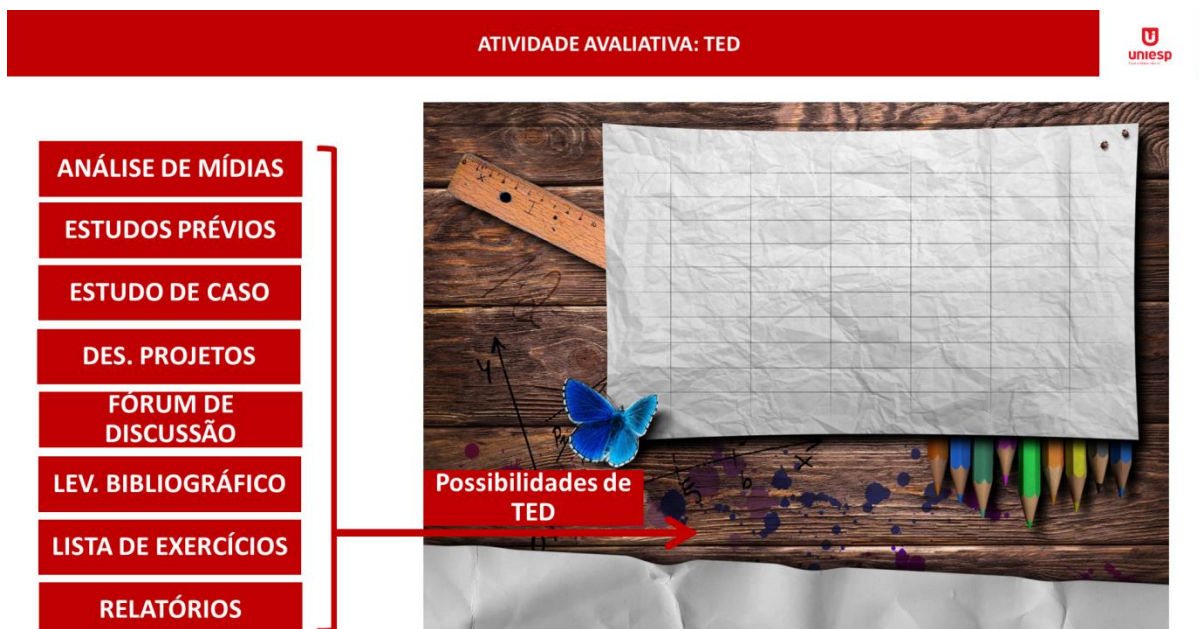 ATIVIDADE AVALIATIVA: TED
uniesp
ANÁLISE DE MÍDIAS
ESTUDOS PRÉVIOS
ESTUDO DE CASO
DES. PROJETOS
FÓRUM DE
DISCUSSÃO
LEV. BIBLIOGRÁFICO
LISTA DE EXERCÍCIOS
RELATÓRIOS
Possibilidades de
TED